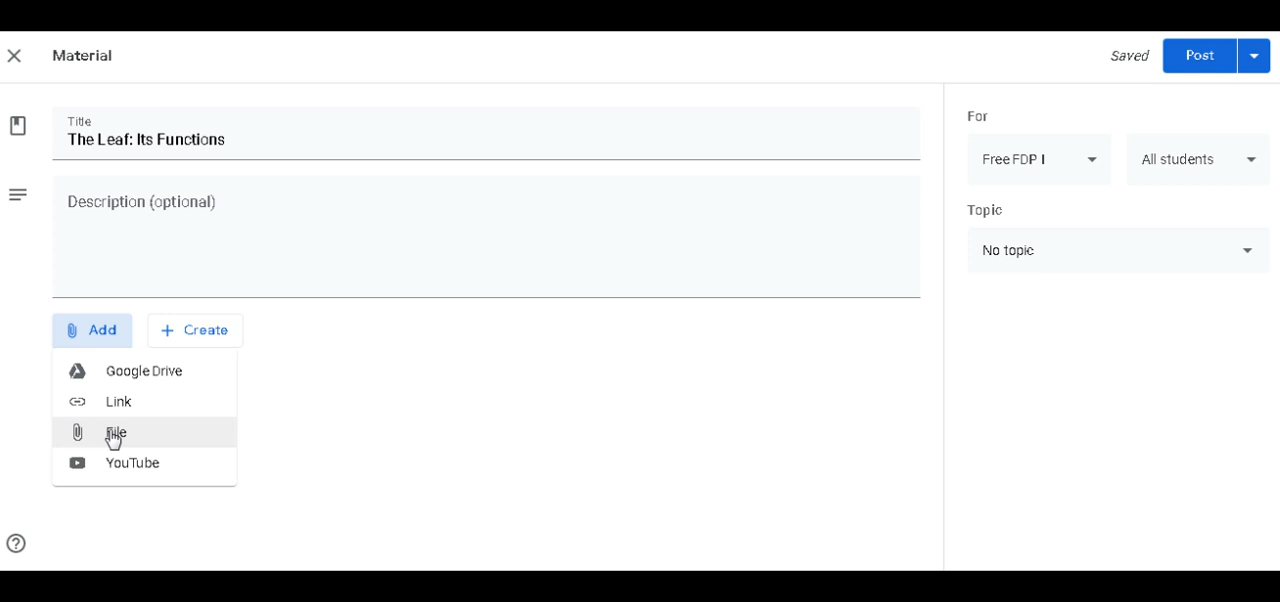 Material
Saved
Post
Title
The Leaf: Its Functions
Description (optional)
Add
Create
Google Drive
Link
File
YouTube
For
Free FDP I
All students
Topic
No topic